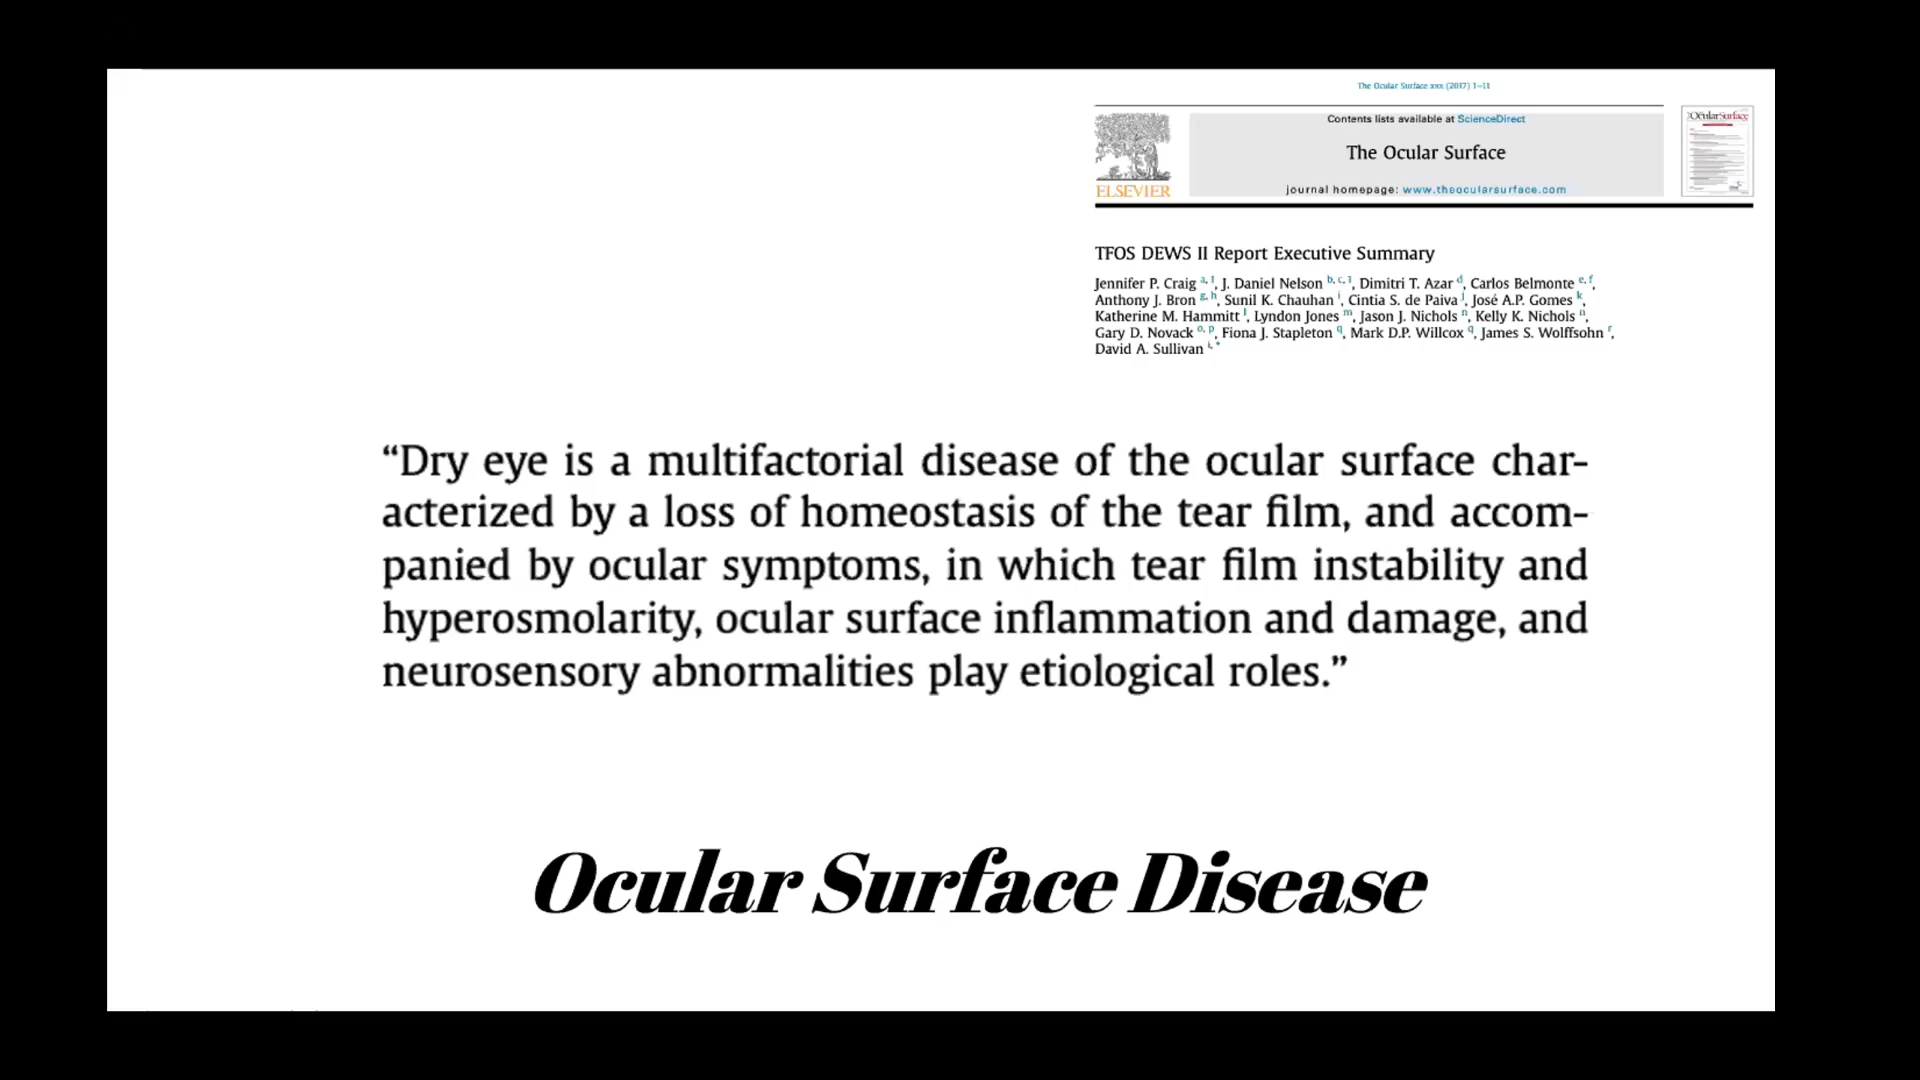 The Ocular Surface xxx (2017) 1–11
Contents lists available at ScienceDirect
The Ocular Surface
journal homepage: www.theocularsurface.com
ELSEVIER
The Ocular Surface
TFOS DEWS II Report Executive Summary
Jennifer P. Craig a, 1, J. Daniel Nelson b, c, 1, Dimitri T. Azar d, Carlos Belmonte e, f,
Anthony J. Bron g, h, Sunil K. Chauhan i, Cintia S. de Paiva j, José A.P. Gomes k,
Katherine M. Hammitt l, Lyndon Jones m, Jason J. Nichols n, Kelly K. Nichols n,
Gary D. Novack o, p, Fiona J. Stapleton q, Mark D.P. Willcox q, James S. Wolffsohn r,
David A. Sullivan
“Dry eye is a multifactorial disease of the ocular surface char-
acterized by a loss of homeostasis of the tear film, and accom-
panied by ocular symptoms, in which tear film instability and
hyperosmolarity, ocular surface inflammation and damage, and
neurosensory abnormalities play etiological roles.”
Ocular Surface Disease